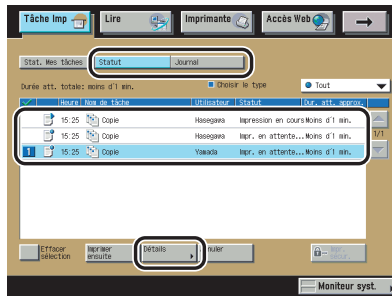 Tâche Imp
Lire
Imprimante
Accès Web
Stat. Mes tâches
Statut
Journal
Durée att. totale: moins d'1 min.
Choisir le type
Tout
Heure
Nom de tâche
Utilisateur
Statut
Dur. att. approx.
15:25 Copie Hasegawa Impression en cours Moins d'1 min.
15:25 Copie Hasegawa Impr. en attente... Moins d'1 min.
1 15:25 Copie Yamada Impr. en attente... Moins d'1 min.
1/1
Effacer
sélection
Imprimer
ensuite
Détails
Impr.
sécur.
Moniteur syst.